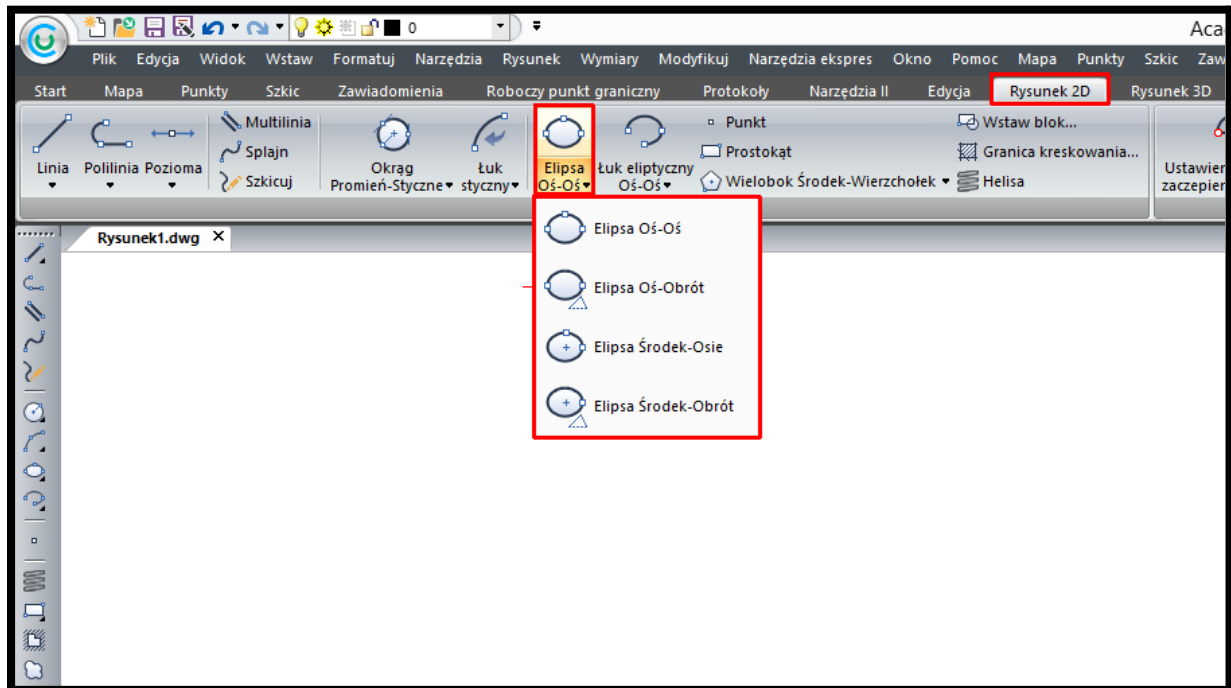 0
Aca
Plik Edycja Widok Wstaw Formatuj Narzędzia Rysunek Wymiary Modyfikuj Narzędzia ekspres Okno Pomoc Mapa Punkty Szkic Zaw
Start Mapa Punkty Szkic Zawiadomienia Roboczy punkt graniczny Protokoły Narzędzia II Edycja Rysunek 2D Rysunek 3D
Linia
Polilinia
Pozioma
Multilinia
Splajn
Szkicuj
Okrąg
Promień-Styczne
Łuk
styczny
Elipsa
Oś-Oś
Łuk eliptyczny
Oś-Oś
Punkt
Prostokąt
Wielobok Środek-Wierzchołek
Wstaw blok...
Granica kreskowania...
Helisa
Ustawier
zaczepier
Rysunek1.dwg
Elipsa Oś-Oś
Elipsa Oś-Obrót
Elipsa Środek-Osie
Elipsa Środek-Obrót